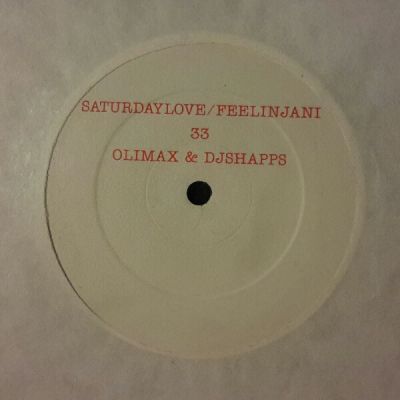 SATURDAYLOVE/FEELINJANI
33
OLIMAX & DJSHAPPS